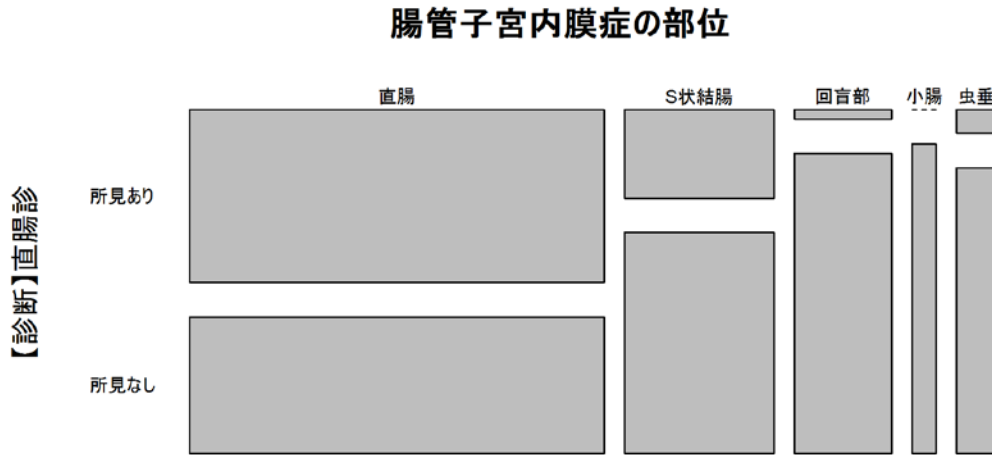 腸管子宮内膜症の部位
直腸
S状結腸
回盲部
小腸
虫垂
【診断】直腸診
所見あり
所見なし